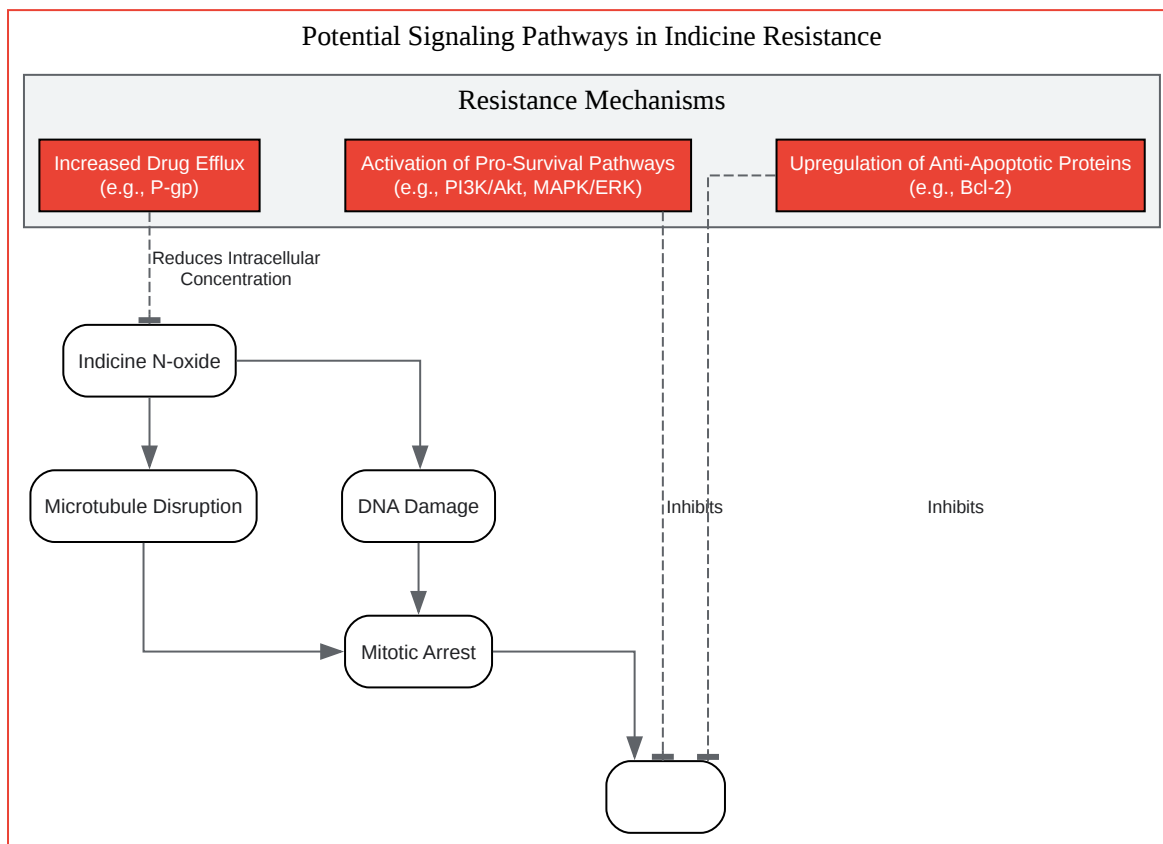 Potential Signaling Pathways in Indicine Resistance
Resistance Mechanisms
Increased Drug Efflux
(e.g., P-gp)
Activation of Pro-Survival Pathways
(e.g., PI3K/Akt, MAPK/ERK)
Upregulation of Anti-Apoptotic Proteins
(e.g., Bcl-2)
Reduces Intracellular
Concentration
Indicine N-oxide
Microtubule Disruption
DNA Damage
Inhibits
Inhibits
Mitotic Arrest